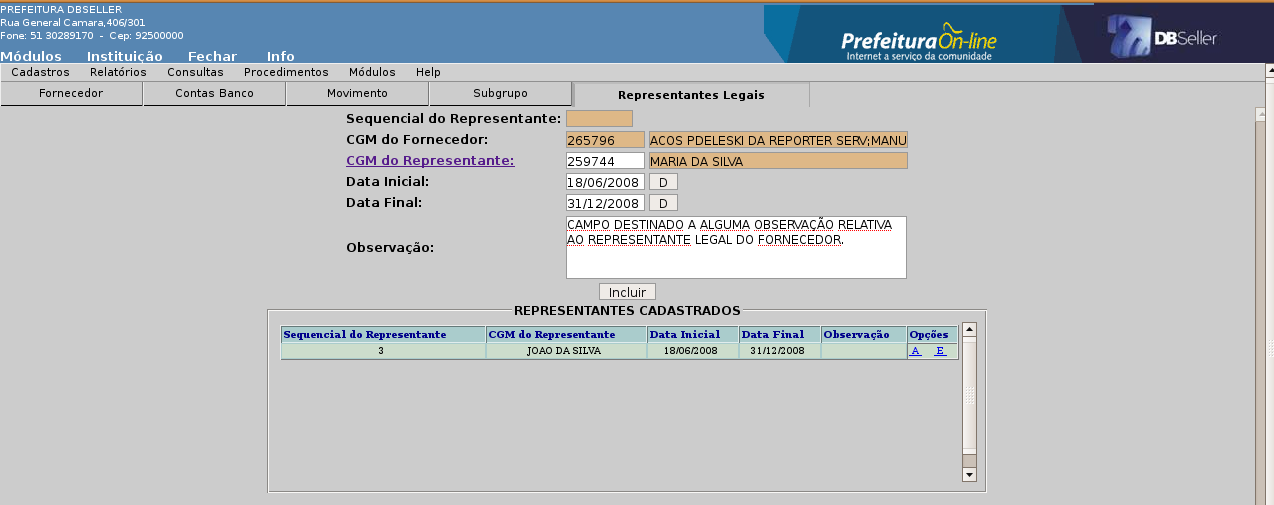 PREFEITURA DBSELLER
Rua General Camara,406/301
Fone: 51 30289170 - Cep: 92500000
Módulos Instituição Fechar Info
PrefeituraOn-line
Internet a serviço da comunidade
DBSeller
Cadastros Relatórios Consultas Procedimentos Módulos Help
Fornecedor Contas Banco Movimento Subgrupo Representantes Legais
Sequencial do Representante:
CGM do Fornecedor: 265796 ACOS PDELESKI DA REPORTER SERV;MANU
CGM do Representante: 259744 MARIA DA SILVA
Data Inicial: 18/06/2008 D
Data Final: 31/12/2008 D
Observação: CAMPO DESTINADO A ALGUMA OBSERVAÇÃO RELATIVA
AO REPRESENTANTE LEGAL DO FORNECEDOR.
Incluir
REPRESENTANTES CADASTRADOS
Sequencial do Representante CGM do Representante Data Inicial Data Final Observação Opções
3 JOAO DA SILVA 18/06/2008 31/12/2008 A E